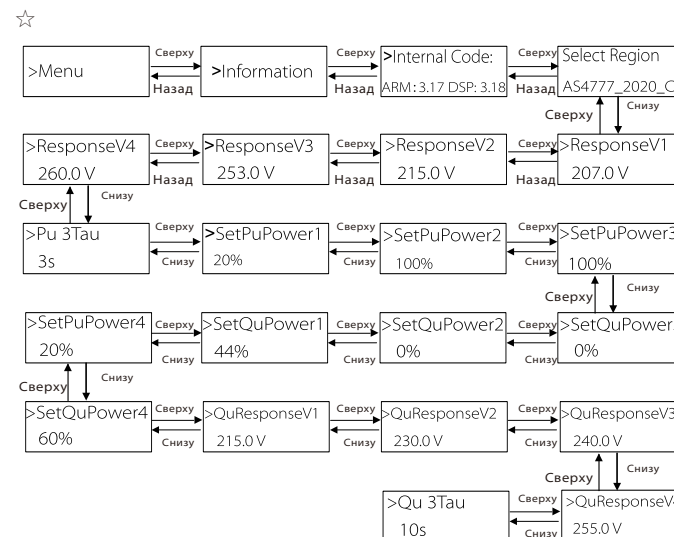 ☆
>Menu
Сверху
Назад
>Information
Сверху
Назад
>Internal Code:
ARM: 3.17 DSP: 3.18
Сверху
Назад
Select Region
AS4777_2020_C
Сверху
Снизу
>ResponseV4
260.0 V
Сверху
Назад
>ResponseV3
253.0 V
Сверху
Назад
>ResponseV2
215.0 V
Сверху
Назад
>ResponseV1
207.0 V
Сверху
Снизу
>Pu 3Tau
3s
Сверху
Снизу
>SetPuPower1
20%
Сверху
Снизу
>SetPuPower2
100%
Сверху
Снизу
>SetPuPower3
100%
Сверху
Снизу
>SetPuPower4
20%
Сверху
Снизу
>SetQuPower1
44%
Сверху
Снизу
>SetQuPower2
0%
Сверху
Снизу
>SetQuPower
0%
Сверху
Снизу
>SetQuPower4
60%
Сверху
Снизу
>QuResponseV1
215.0 V
Сверху
Снизу
>QuResponseV2
230.0 V
Сверху
Снизу
>QuResponseV3
240.0 V
Сверху
Снизу
>Qu 3Tau
10s
Сверху
Снизу
>QuResponseV4
255.0 V